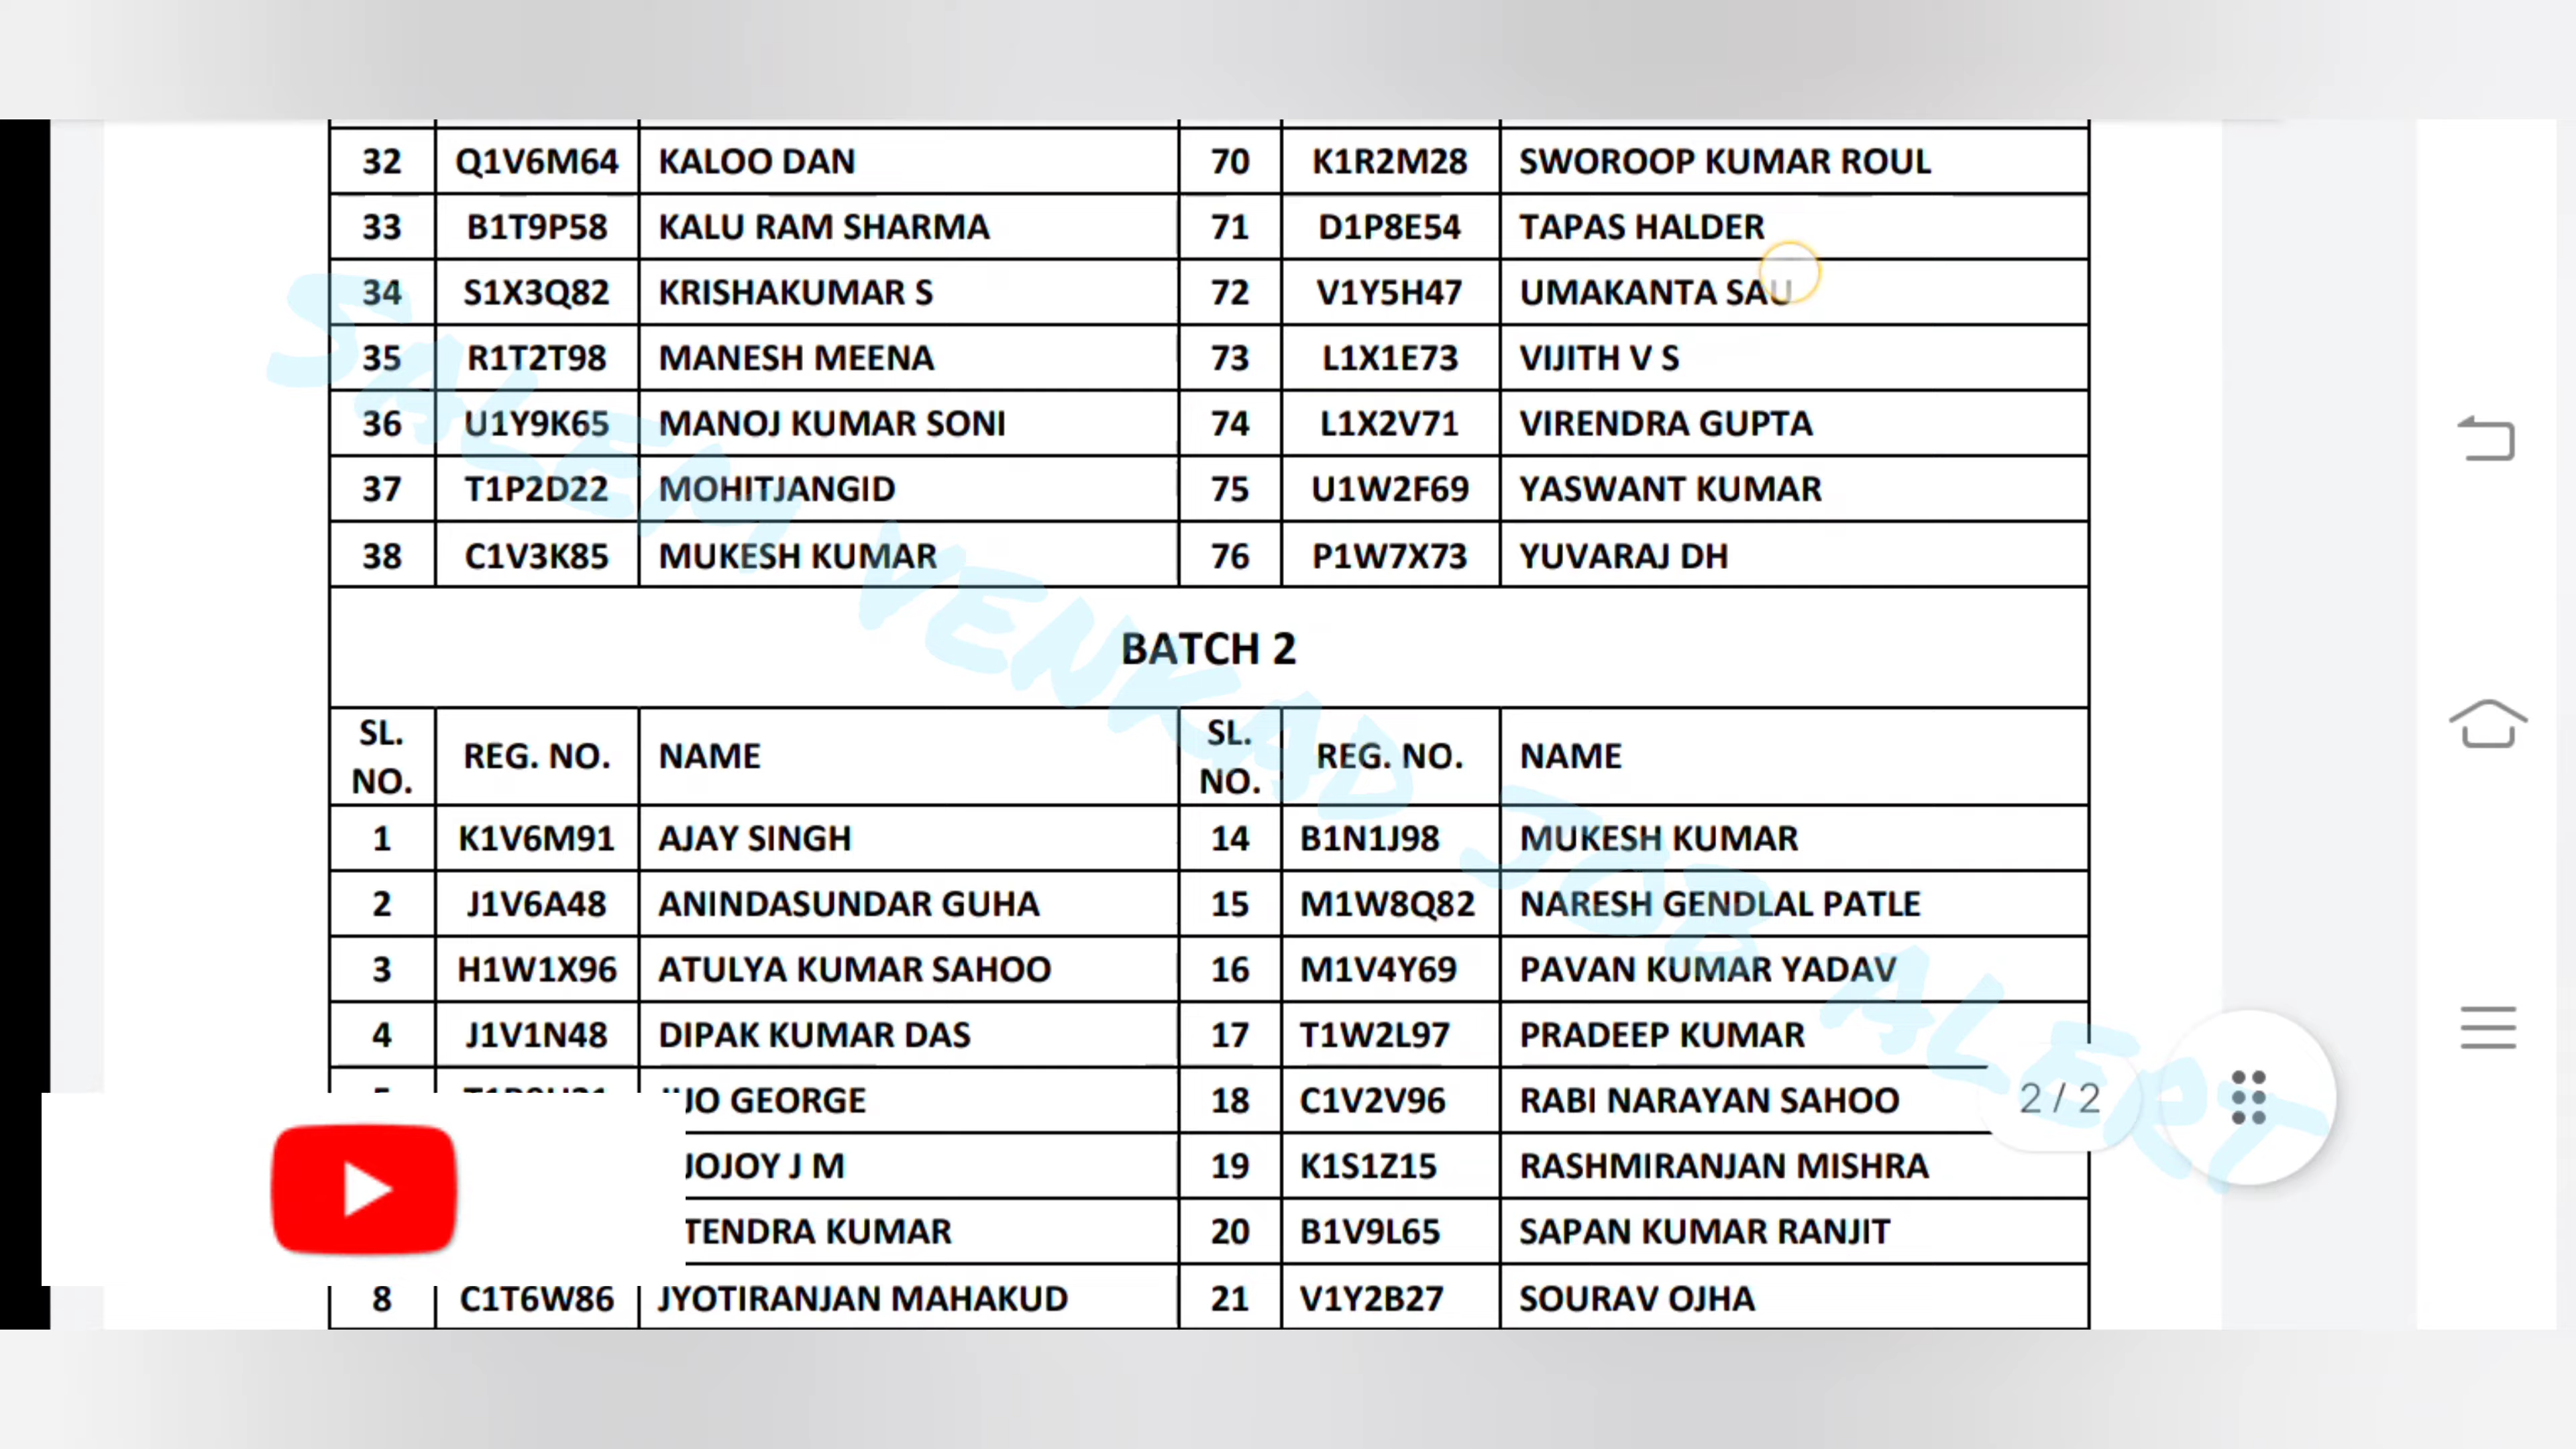 32 Q1V6M64 KALOO DAN 70 K1R2M28 SWOROOP KUMAR ROUL
33 B1T9P58 KALU RAM SHARMA 71 D1P8E54 TAPAS HALDER
34 S1X3Q82 KRISHAKUMAR S 72 V1Y5H47 UMAKANTA SAU
35 R1T2T98 MANESH MEENA 73 L1X1E73 VIJITH V S
36 U1Y9K65 MANOJ KUMAR SONI 74 L1X2V71 VIRENDRA GUPTA
37 T1P2D22 MOHITJANGID 75 U1W2F69 YASWANT KUMAR
38 C1V3K85 MUKESH KUMAR 76 P1W7X73 YUVARAJ DH
BATCH 2
SL. NO. REG. NO. NAME SL. NO. REG. NO. NAME
1 K1V6M91 AJAY SINGH 14 B1N1J98 MUKESH KUMAR
2 J1V6A48 ANINDASUNDAR GUHA 15 M1W8Q82 NARESH GENDLAL PATLE
3 H1W1X96 ATULYA KUMAR SAHOO 16 M1V4Y69 PAVAN KUMAR YADAV
4 J1V1N48 DIPAK KUMAR DAS 17 T1W2L97 PRADEEP KUMAR
GEORGE 18 C1V2V96 RABI NARAYAN SAHOO 2 / 2
JOJOY J M 19 K1S1Z15 RASHMIRANJAN MISHRA
TENDRA KUMAR 20 B1V9L65 SAPAN KUMAR RANJIT
8 C1T6W86 JYOTIRANJAN MAHAKUD 21 V1Y2B27 SOURAV OJHA
SALEM VENKAD JOB ALERT